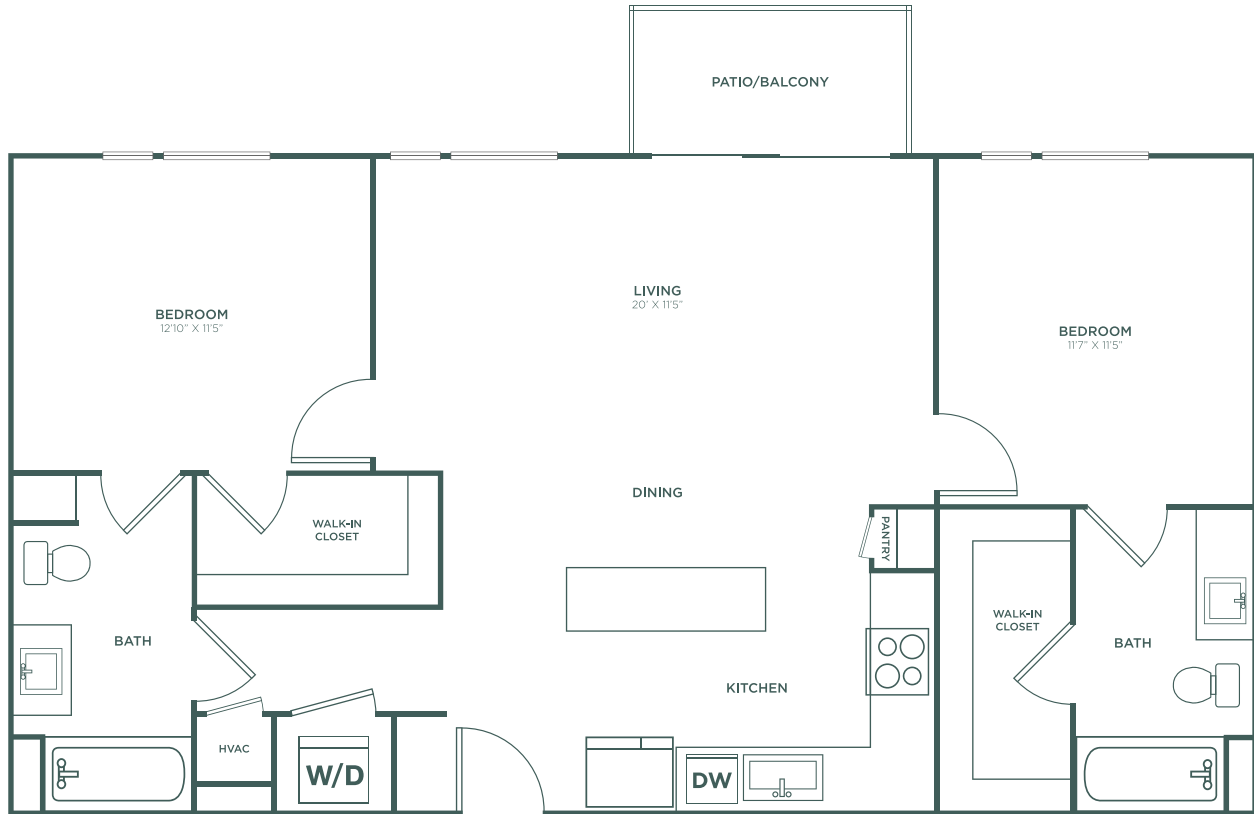 PATIO/BALCONY
LIVING
20' X 11'5"
BEDROOM
12'10" X 11'5"
BEDROOM
11'7" X 11'5"
DINING
WALK-IN
CLOSET
PANTRY
WALK-IN
CLOSET
BATH
BATH
KITCHEN
HVAC
W/D
DW